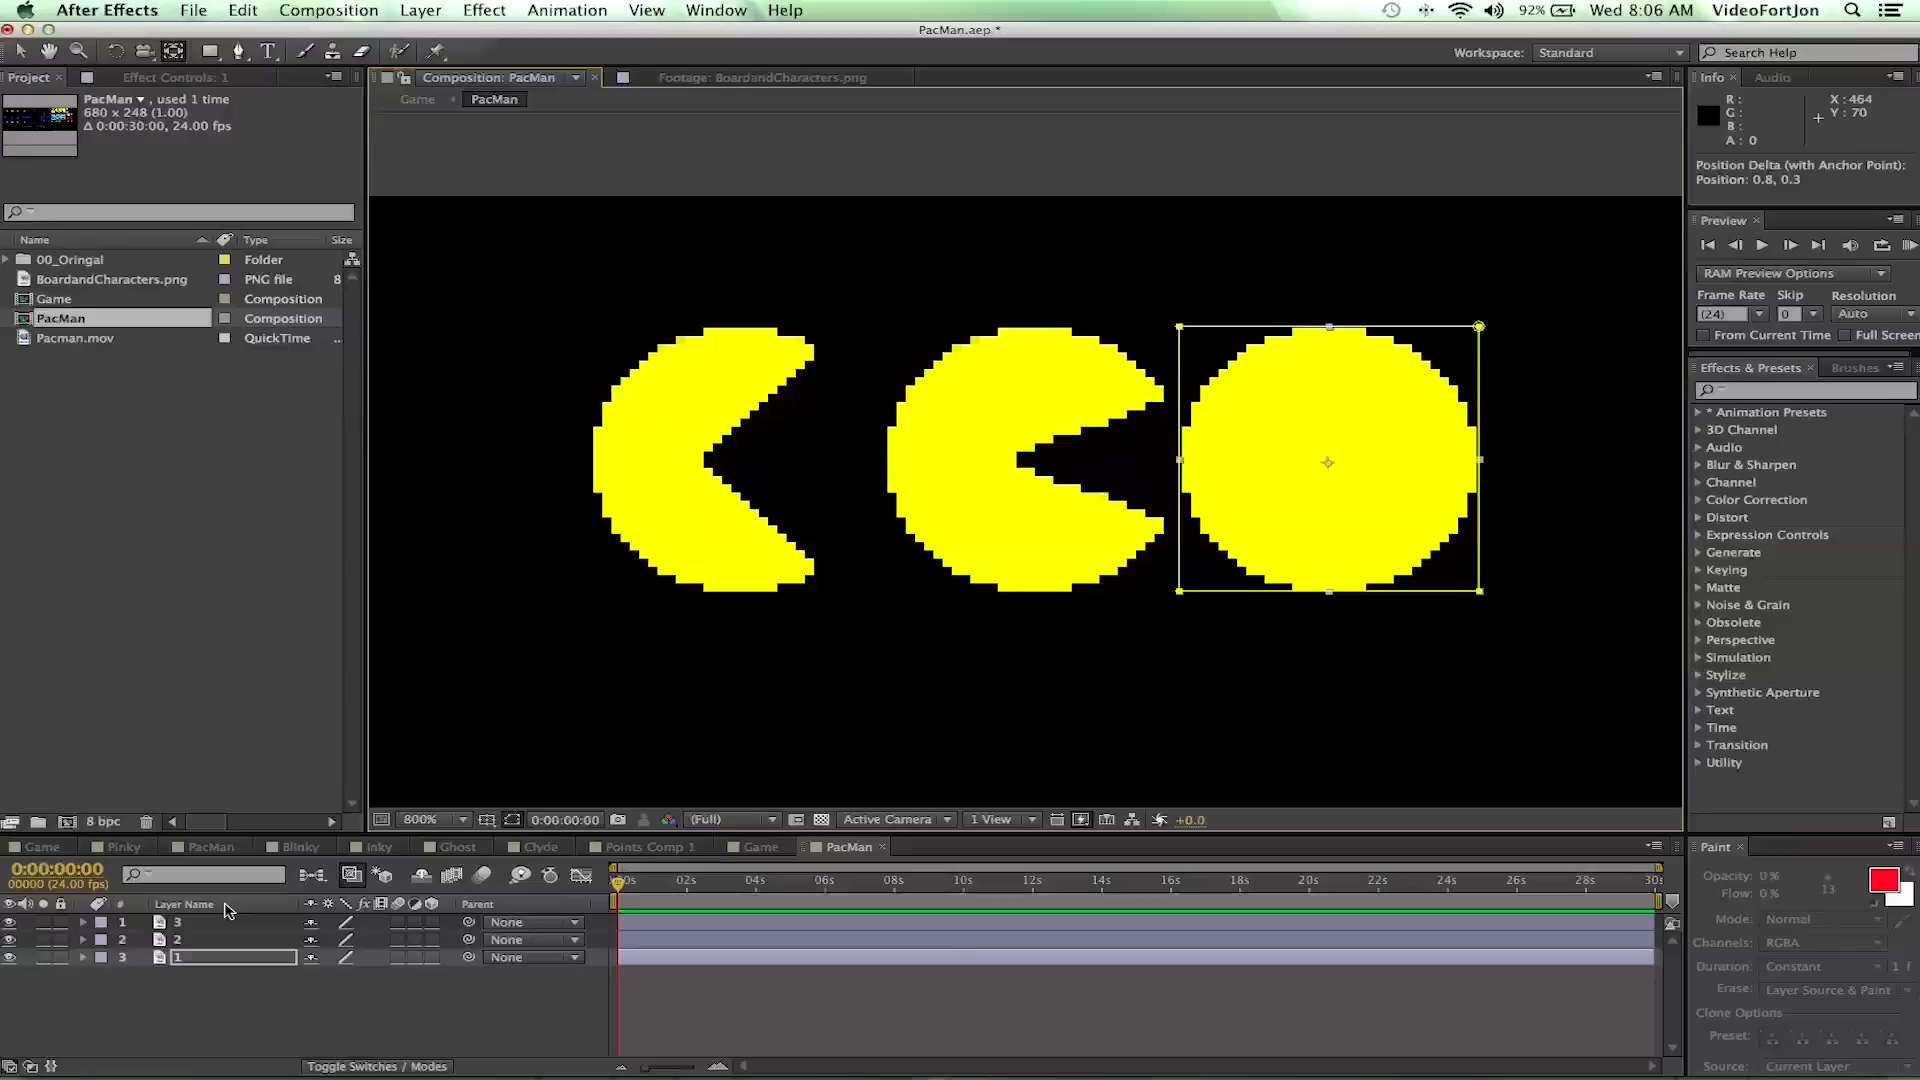 After Effects File Edit Composition Layer Effect Animation View Window Help 92% Wed 8:06 AM VideoFortJon
PacMan.aep *
Workspace: Standard Search Help
Project Effect Controls: 1
PacMan, used 1 time
680 x 248 (1.00)
Δ 0:00:30:00, 24.00 fps
Name Type Size
00_Oringal Folder
BoardandCharacters.png PNG file 8
Game Composition
PacMan Composition
Pacman.mov QuickTime ...
8 bpc
Composition: PacMan Footage: BoardandCharacters.png
Game PacMan
800% 0:00:00:00 (Full) Active Camera 1 View +0.0
Info Audio
R: X: 464
G: Y: 70
B:
A: 0
Position Delta (with Anchor Point):
Position: 0.8, 0.3
Preview
RAM Preview Options
Frame Rate Skip Resolution
(24) 0 Auto
From Current Time Full Screen
Effects & Presets Brushes
* Animation Presets
3D Channel
Audio
Blur & Sharpen
Channel
Color Correction
Distort
Expression Controls
Generate
Keying
Matte
Noise & Grain
Obsolete
Perspective
Simulation
Stylize
Synthetic Aperture
Text
Time
Transition
Utility
Game Pinky PacMan Blinky Inky Ghost Clyde Points Comp 1 Game PacMan
0:00:00:00
00000 (24.00 fps)
02s 04s 06s 08s 10s 12s 14s 16s 18s 20s 22s 24s 26s 28s 30s
# Layer Name fx Parent
1 3 None
2 2 None
3 1 None
Toggle Switches / Modes
Paint
Opacity: 0 %
Flow: 0 % 13
Mode: Normal
Channels: RGBA
Duration: Constant 1 f
Erase: Layer Source & Paint
Clone Options
Preset:
Source: Current Layer